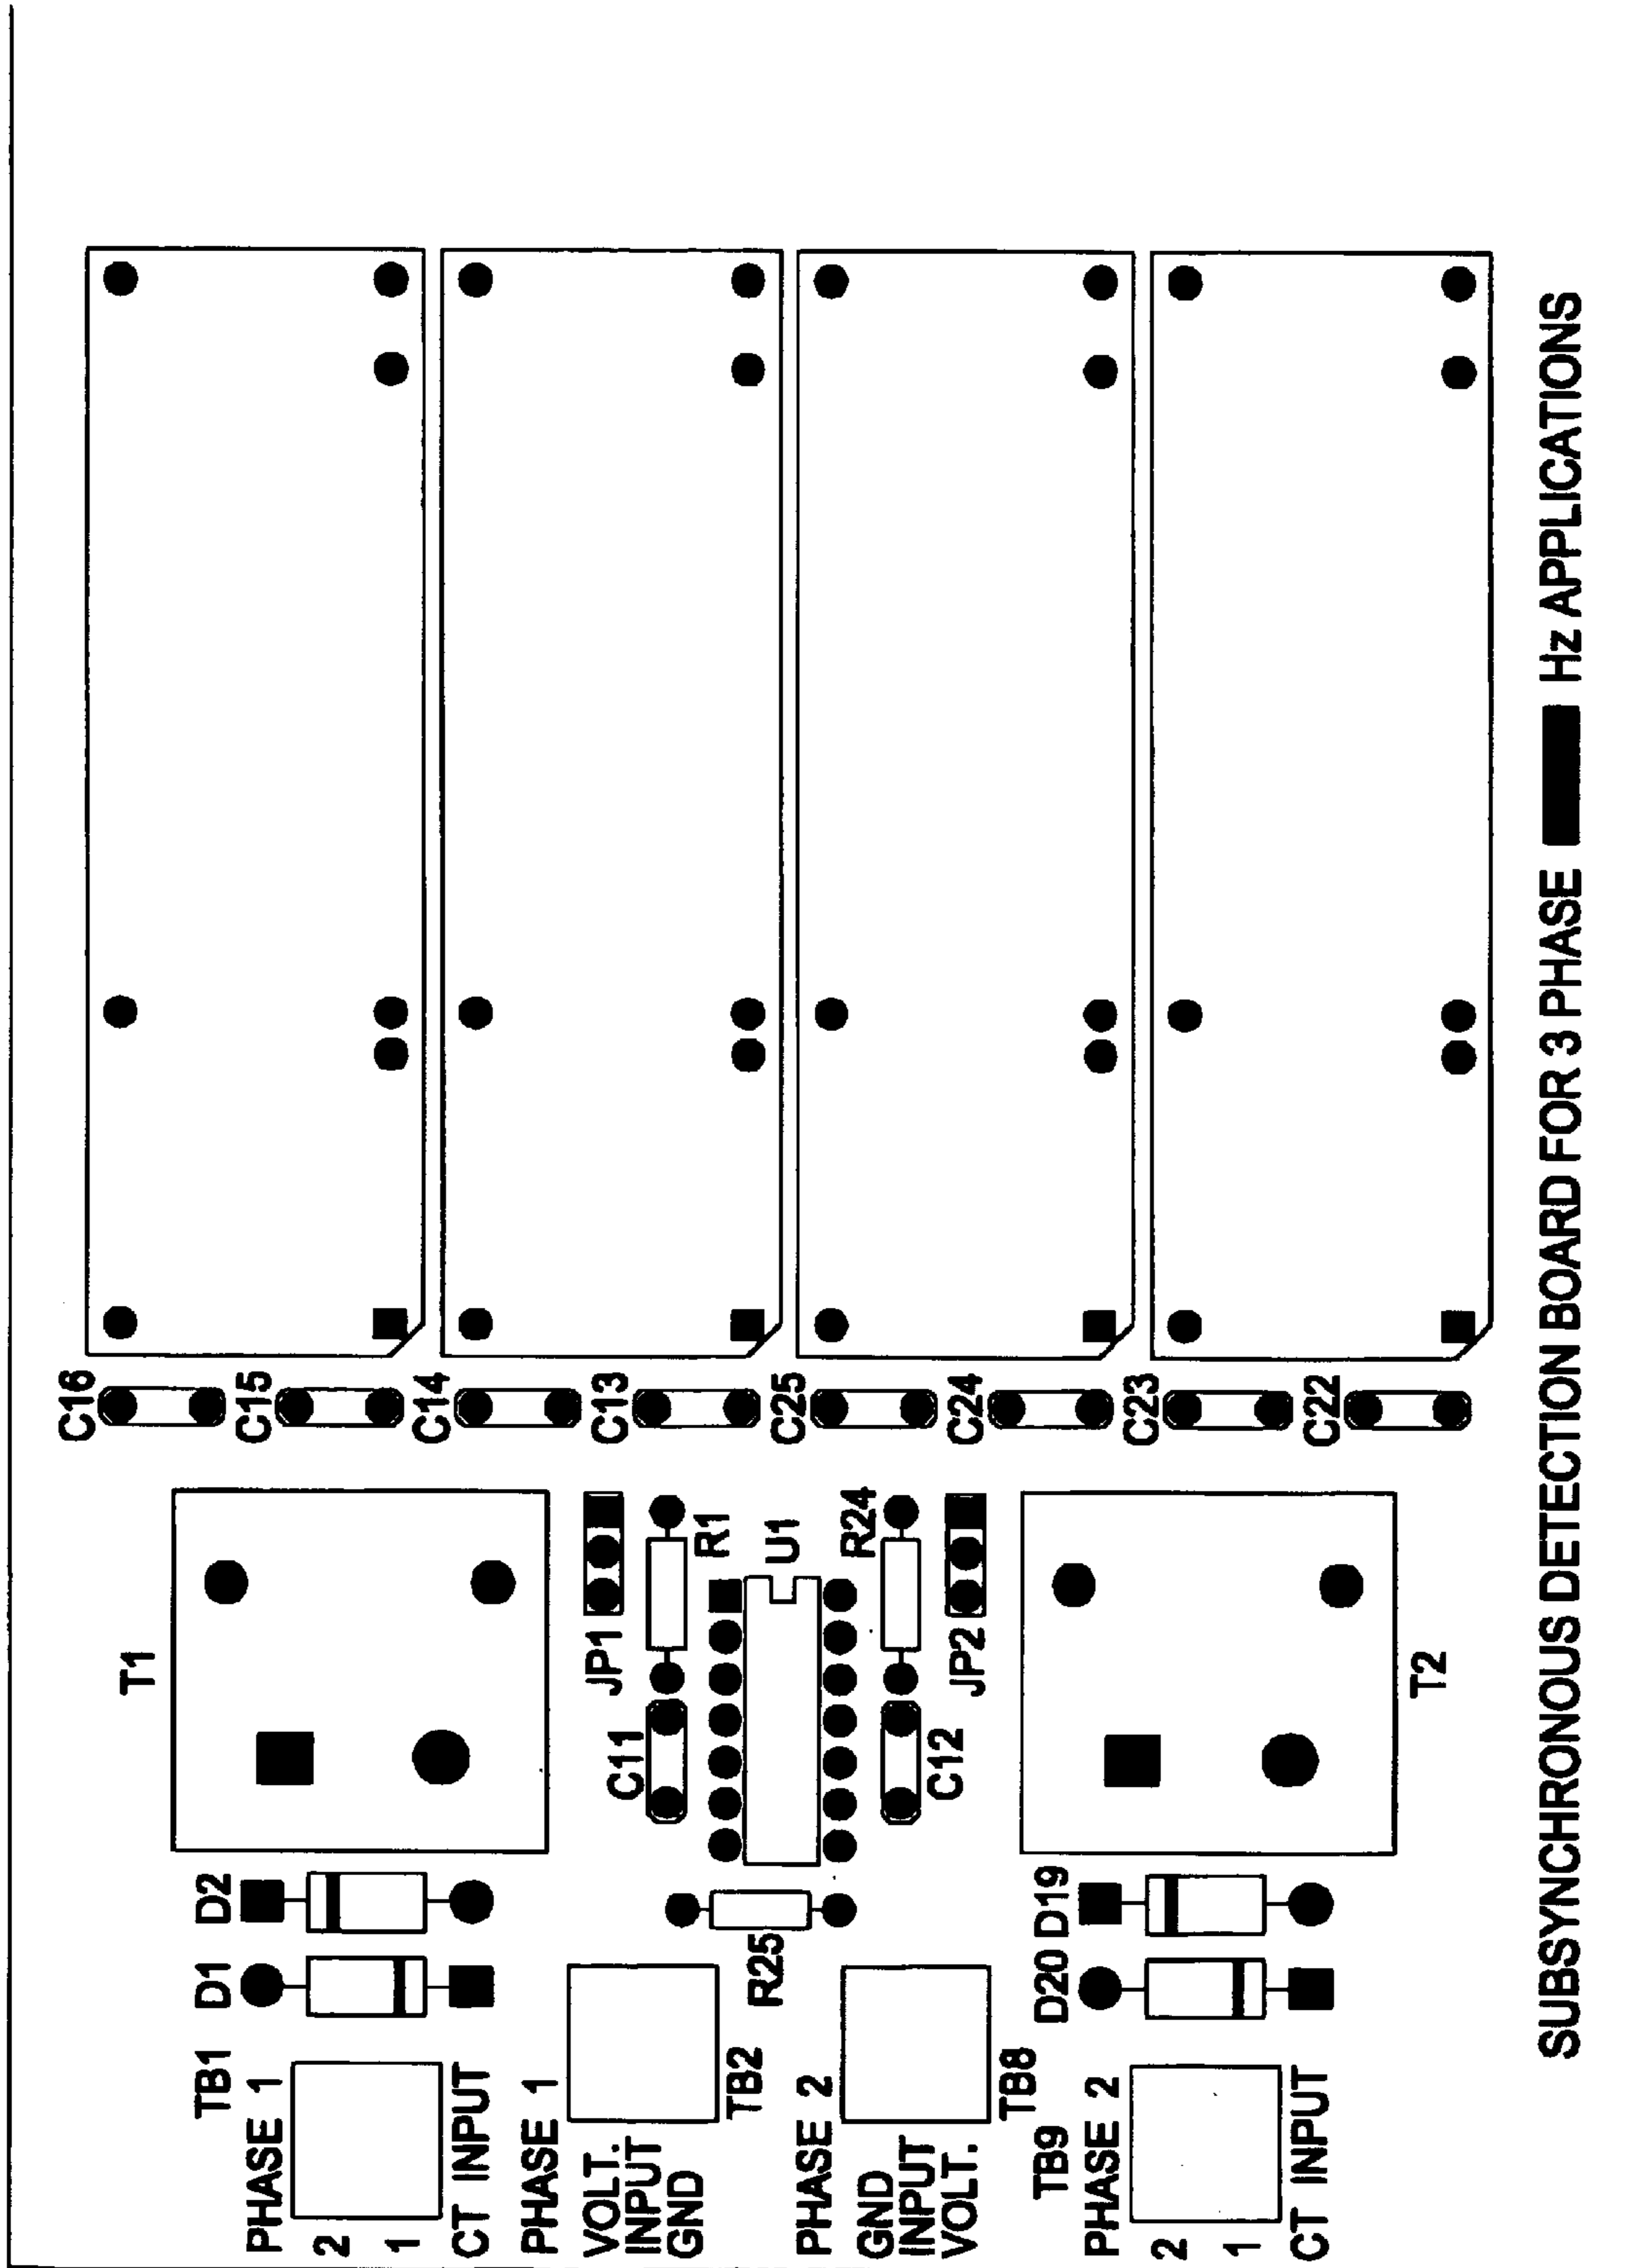 C16
C15
C14
C13
C25
C24
C23
C22
T1
JP1
R1
U1
R24
JP2
T2
C11
C12
D2
D1
R25
D19
D20
TB1
PHASE 1
2
1
CT INPUT
PHASE 1
VOLT.
INPUT
GND
TB2
PHASE 2
GND
INPUT
VOLT.
TB8
TB9
PHASE 2
2
1
CT INPUT
SUBSYNCHRONOUS DETECTION BOARD FOR 3 PHASE Hz APPLICATIONS